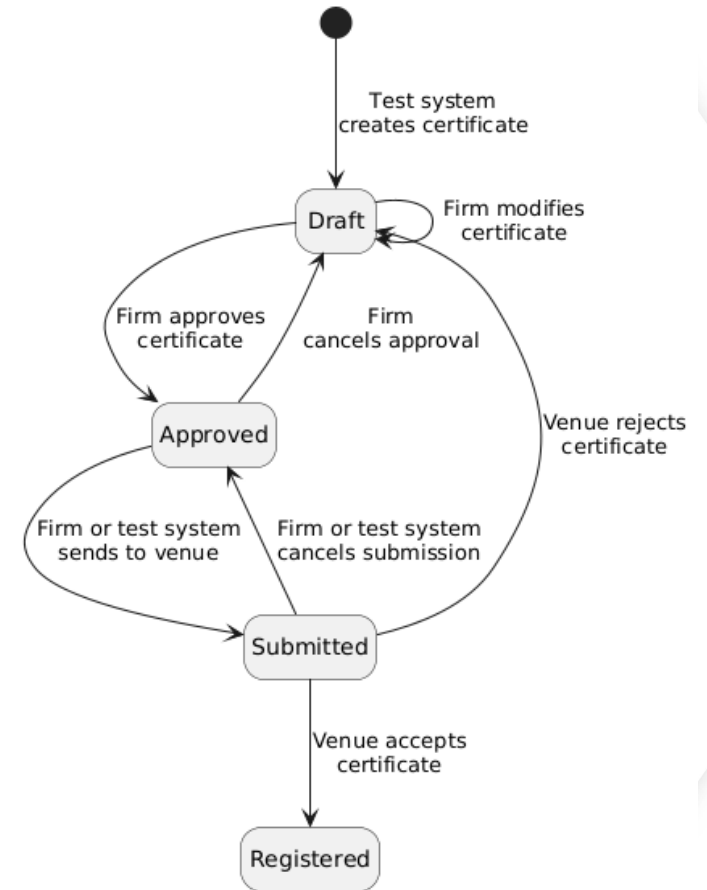 Test system
creates certificate
Draft
Firm modifies
certificate
Firm approves
certificate
Firm
cancels approval
Venue rejects
certificate
Approved
Firm or test system
sends to venue
Firm or test system
cancels submission
Submitted
Venue accepts
certificate
Registered